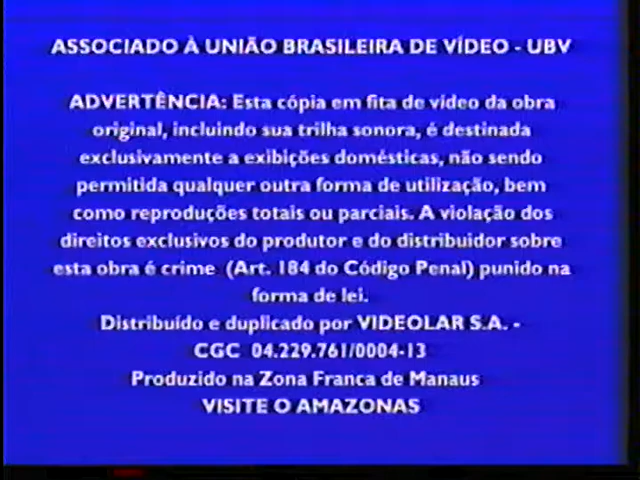 ASSOCIADO À UNIÃO BRASILEIRA DE VÍDEO - UBV
ADVERTÊNCIA: Esta cópia em fita de vídeo da obra
original, incluindo sua trilha sonora, é destinada
exclusivamente a exibições domésticas, não sendo
permitida qualquer outra forma de utilização, bem
como reproduções totais ou parciais. A violação dos
direitos exclusivos do produtor e do distribuidor sobre
esta obra é crime (Art. 184 do Código Penal) punido na
forma de lei.
Distribuído e duplicado por VIDEOLAR S.A. -
CGC 04.229.761/0004-13
Produzido na Zona Franca de Manaus
VISITE O AMAZONAS